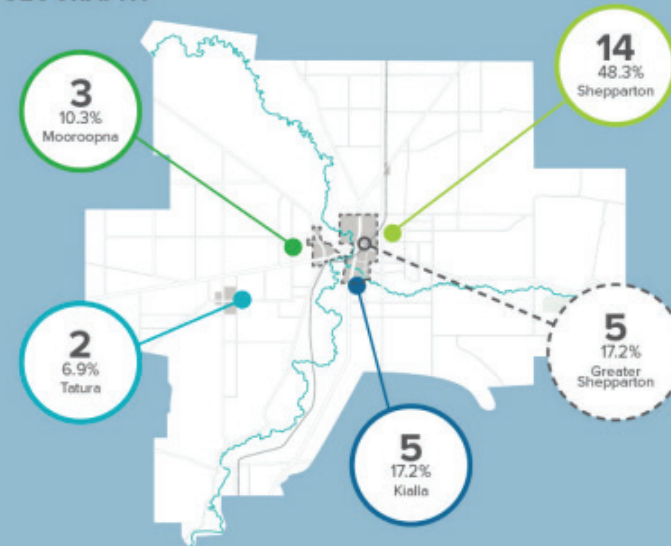 3
10.3%
Mooroopna
14
48.3%
Shepparton
2
6.9%
Tatura
5
17.2%
Greater
Shepparton
5
17.2%
Kialla